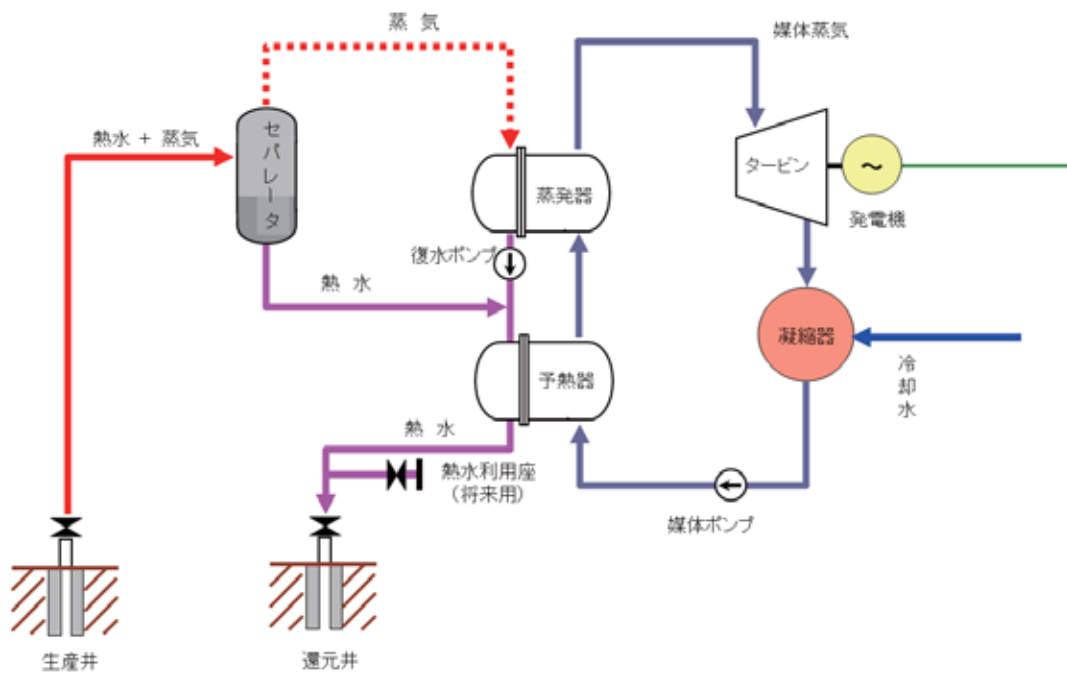 蒸 気
媒体蒸気
熱水 + 蒸気
セパレータ
蒸発器
タービン
~
発電機
復水ポンプ
熱 水
凝縮器
冷却水
予熱器
熱 水
熱水利用座
(将来用)
媒体ポンプ
生産井
還元井